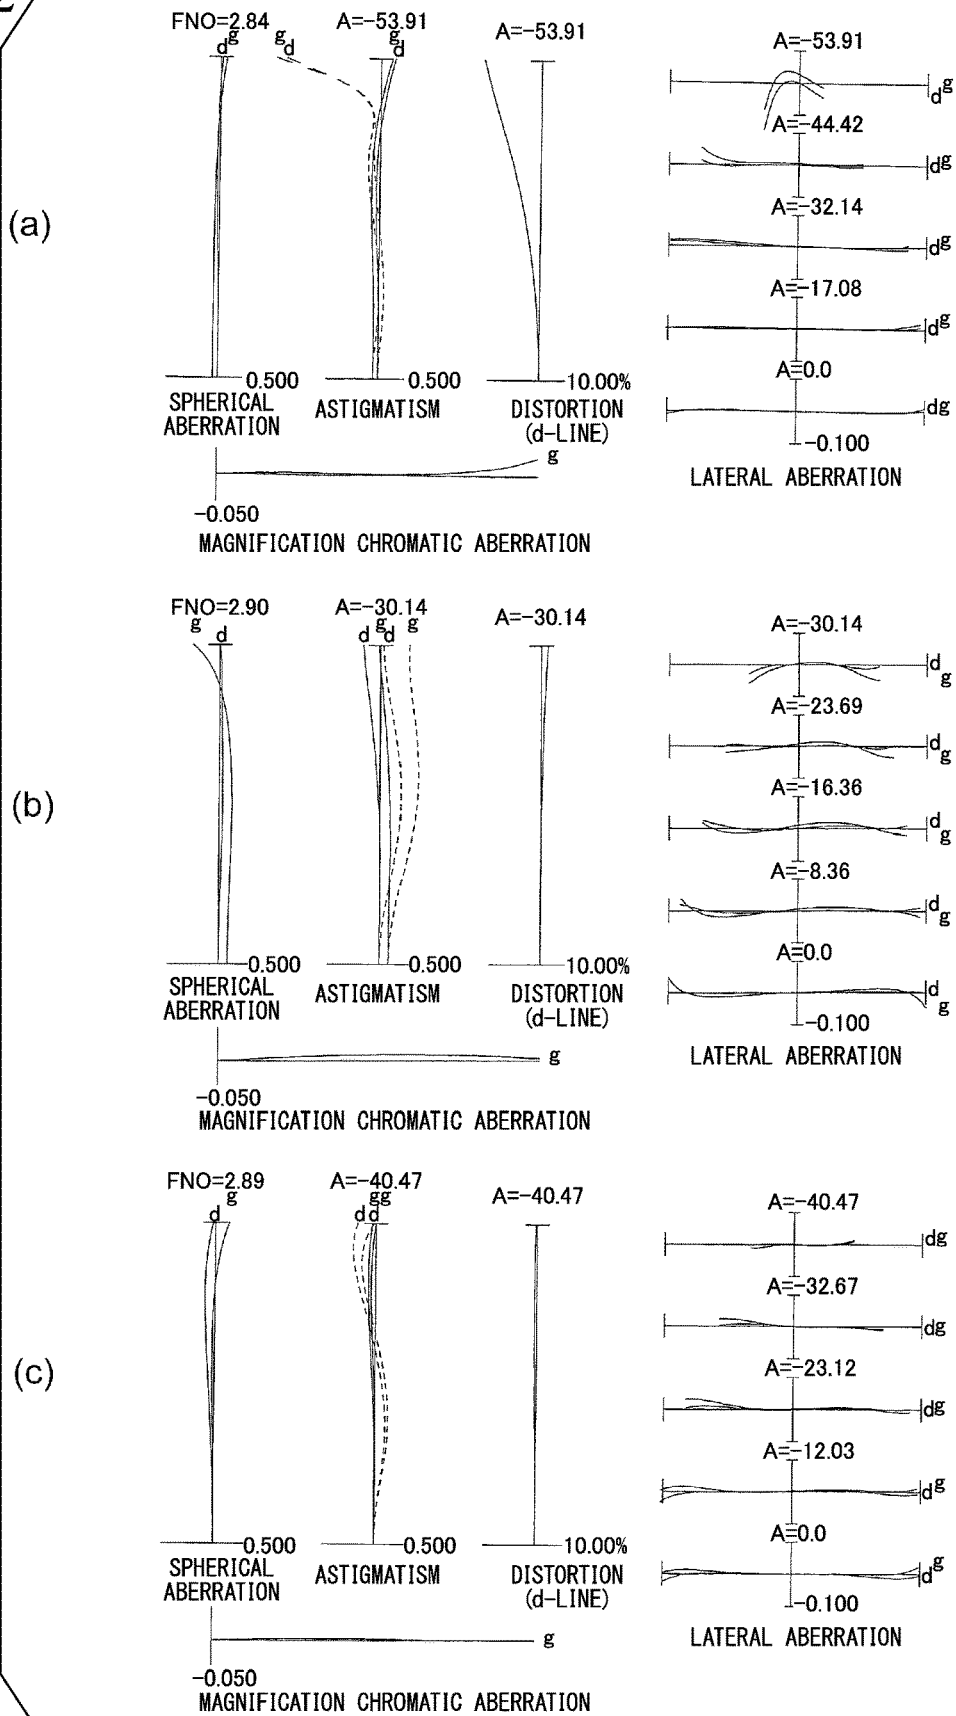 (a)
FNO=2.84
d g
A=-53.91
g d g d
A=-53.91
0.500
SPHERICAL
ABERRATION
0.500
ASTIGMATISM
10.00%
DISTORTION
(d-LINE)
g
-0.050
MAGNIFICATION CHROMATIC ABERRATION
A=-53.91
d g
A=-44.42
d g
A=-32.14
d g
A=-17.08
d g
A=0.0
d g
-0.100
LATERAL ABERRATION
(b)
FNO=2.90
g d
A=-30.14
d g d g
A=-30.14
0.500
SPHERICAL
ABERRATION
0.500
ASTIGMATISM
10.00%
DISTORTION
(d-LINE)
g
-0.050
MAGNIFICATION CHROMATIC ABERRATION
A=-30.14
d g
A=-23.69
d g
A=-16.36
d g
A=-8.36
d g
A=0.0
d g
-0.100
LATERAL ABERRATION
(c)
FNO=2.89
d g
A=-40.47
g g
d d
A=-40.47
0.500
SPHERICAL
ABERRATION
0.500
ASTIGMATISM
10.00%
DISTORTION
(d-LINE)
g
-0.050
MAGNIFICATION CHROMATIC ABERRATION
A=-40.47
d g
A=-32.67
d g
A=-23.12
d g
A=-12.03
d g
A=0.0
d g
-0.100
LATERAL ABERRATION